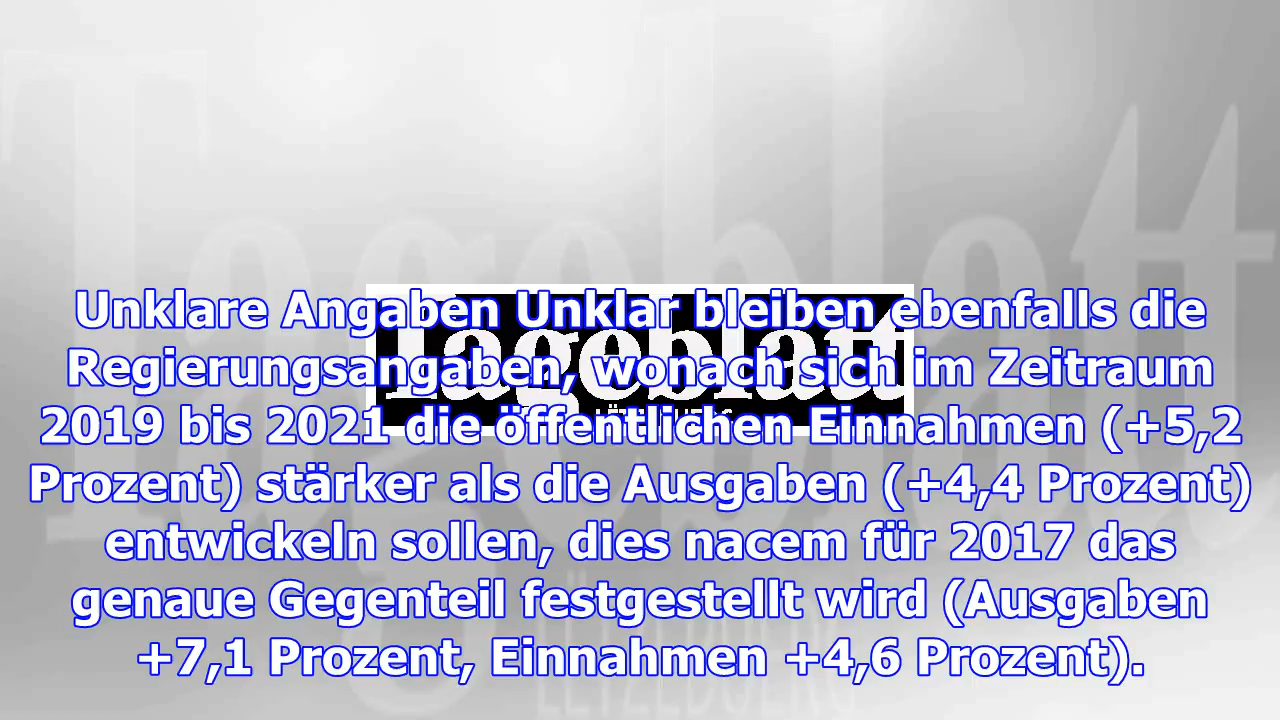 Tageblatt
LËTZEBUERG
Unklare Angaben Unklar bleiben ebenfalls die
Regierungsangaben, wonach sich im Zeitraum
2019 bis 2021 die öffentlichen Einnahmen (+5,2
Prozent) stärker als die Ausgaben (+4,4 Prozent)
entwickeln sollen, dies nacem für 2017 das
genaue Gegenteil festgestellt wird (Ausgaben
+7,1 Prozent, Einnahmen +4,6 Prozent).